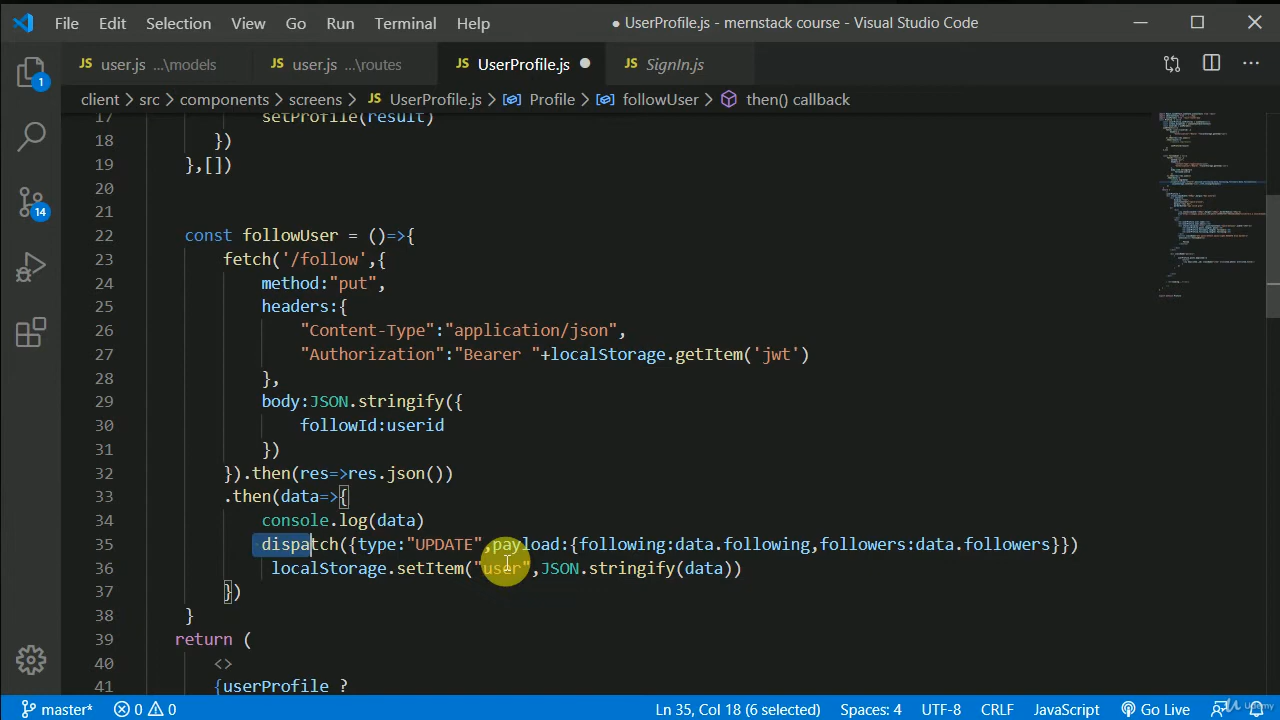 File Edit Selection View Go Run Terminal Help ● UserProfile.js - mernstack course - Visual Studio Code
JS user.js ...\models JS user.js ...\routes JS UserProfile.js ● JS SignIn.js ...
client > src > components > screens > JS UserProfile.js > Profile > followUser > then() callback
17 setProfile(result)
18 })
19 },[])
20
21
22 const followUser = ()=>{
23 fetch('/follow',{
24 method:"put",
25 headers:{
26 "Content-Type":"application/json",
27 "Authorization":"Bearer "+localStorage.getItem('jwt')
28 },
29 body:JSON.stringify({
30 followId:userid
31 })
32 }).then(res=>res.json())
33 .then(data=>{
34 console.log(data)
35 dispatch({type:"UPDATE",payload:{following:data.following,followers:data.followers}})
36 localStorage.setItem("user",JSON.stringify(data))
37 })
38 }
39 return (
40 <>
41 {userProfile ?
1
14
master* 0 0 Ln 35, Col 18 (6 selected) Spaces: 4 UTF-8 CRLF JavaScript Go Live
Udemy